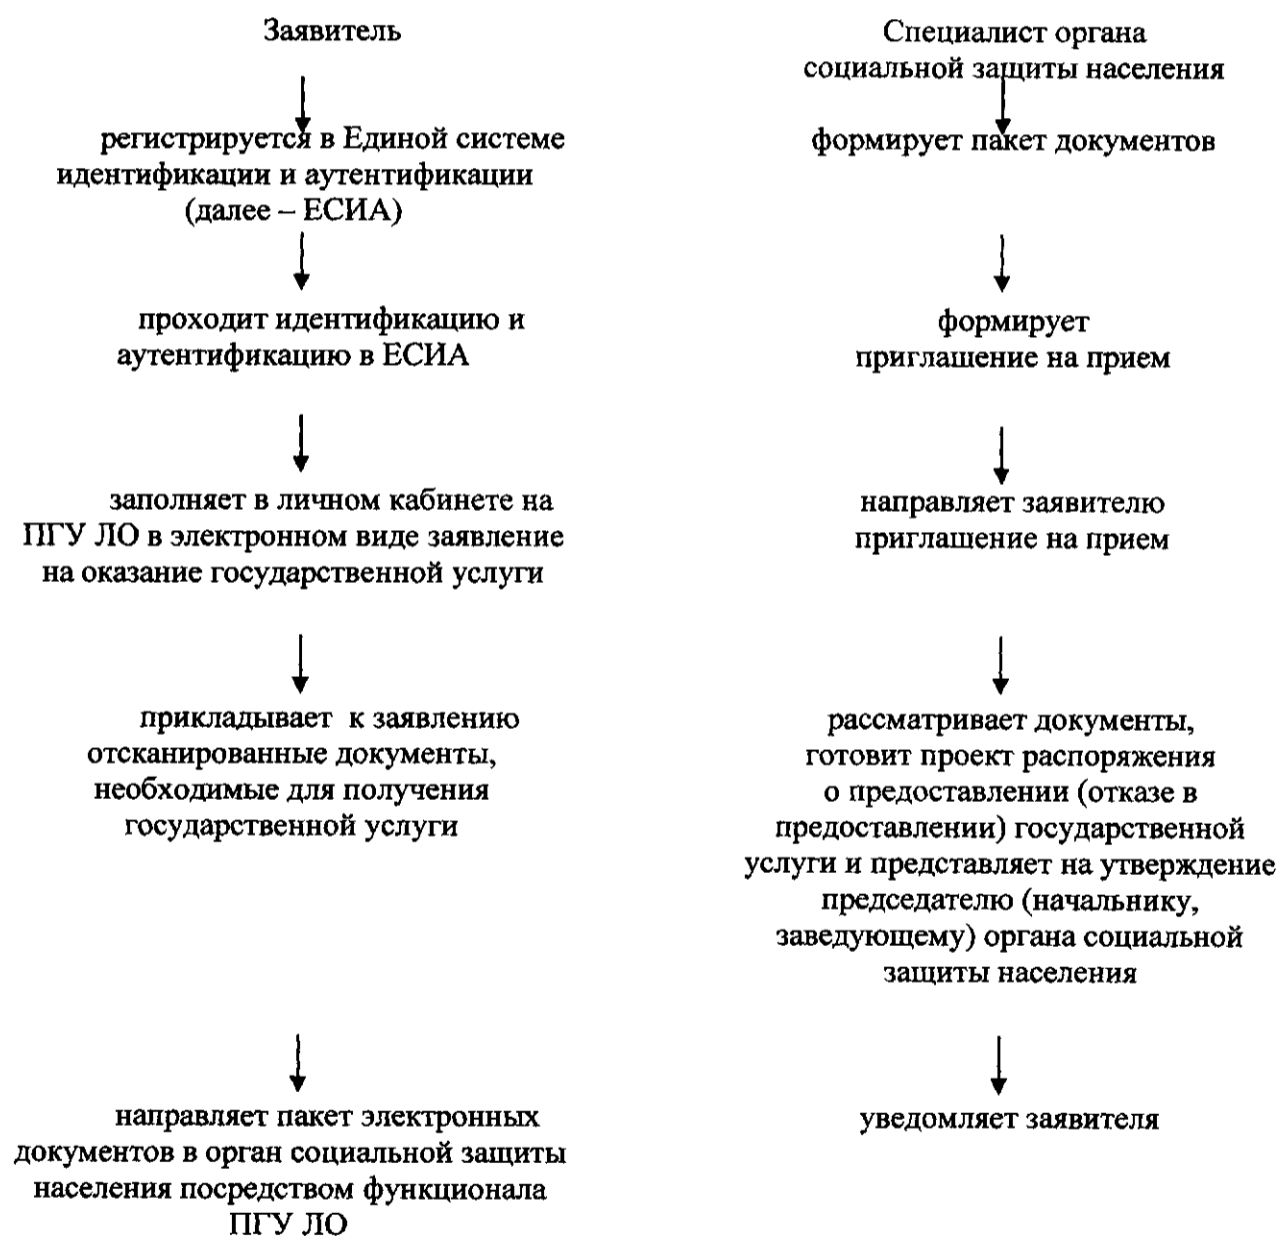 Заявитель
регистрируется в Единой системе
идентификации и аутентификации
(далее – ЕСИА)
проходит идентификацию и
аутентификацию в ЕСИА
заполняет в личном кабинете на
ПГУ ЛО в электронном виде заявление
на оказание государственной услуги
прикладывает к заявлению
отсканированные документы,
необходимые для получения
государственной услуги
направляет пакет электронных
документов в орган социальной защиты
населения посредством функционала
ПГУ ЛО
Специалист органа
социальной защиты населения
формирует пакет документов
формирует
приглашение на прием
направляет заявителю
приглашение на прием
рассматривает документы,
готовит проект распоряжения
о предоставлении (отказе в
предоставлении) государственной
услуги и представляет на утверждение
председателю (начальнику,
заведующему) органа социальной
защиты населения
уведомляет заявителя